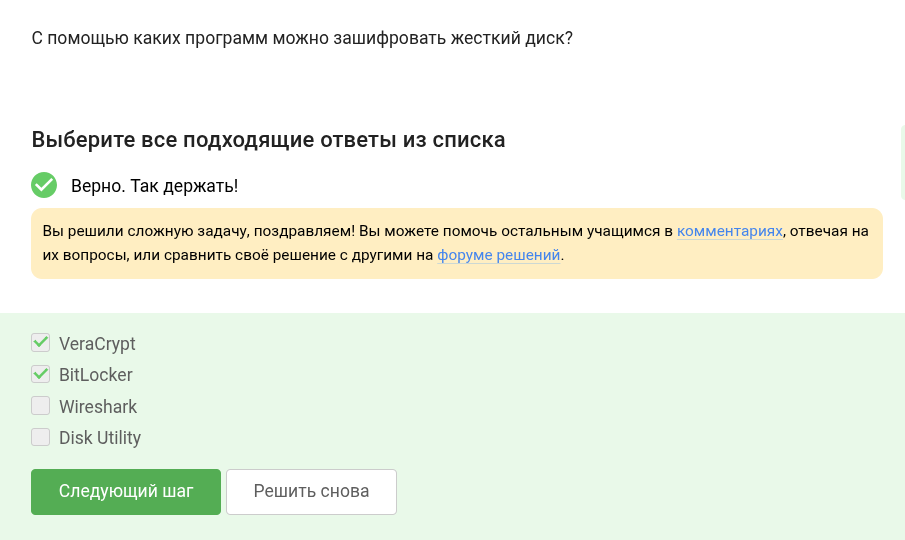 С помощью каких программ можно зашифровать жесткий диск?
Выберите все подходящие ответы из списка
Верно. Так держать!
Вы решили сложную задачу, поздравляем! Вы можете помочь остальным учащимся в комментариях, отвечая на
их вопросы, или сравнить своё решение с другими на форуме решений.
VeraCrypt
BitLocker
Wireshark
Disk Utility
Следующий шаг Решить снова